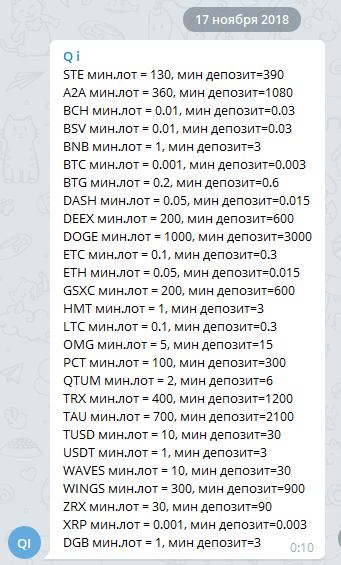 17 ноября 2018
Q i
STE мин.лот = 130, мин депозит=390
A2A мин.лот = 360, мин депозит=1080
BCH мин.лот = 0.01, мин депозит=0.03
BSV мин.лот = 0.01, мин депозит=0.03
BNB мин.лот = 1, мин депозит=3
BTC мин.лот = 0.001, мин депозит=0.003
BTG мин.лот = 0.2, мин депозит=0.6
DASH мин.лот = 0.05, мин депозит=0.015
DEEX мин.лот = 200, мин депозит=600
DOGE мин.лот = 1000, мин депозит=3000
ETC мин.лот = 0.1, мин депозит=0.3
ETH мин.лот = 0.05, мин депозит=0.015
GSXC мин.лот = 200, мин депозит=600
HMT мин.лот = 1, мин депозит=3
LTC мин.лот = 0.1, мин депозит=0.3
OMG мин.лот = 5, мин депозит=15
PCT мин.лот = 100, мин депозит=300
QTUM мин.лот = 2, мин депозит=6
TRX мин.лот = 400, мин депозит=1200
TAU мин.лот = 700, мин депозит=2100
TUSD мин.лот = 10, мин депозит=30
USDT мин.лот = 1, мин депозит=3
WAVES мин.лот = 10, мин депозит=30
WINGS мин.лот = 300, мин депозит=900
ZRX мин.лот = 30, мин депозит=90
XRP мин.лот = 0.001, мин депозит=0.003
DGB мин.лот = 1, мин депозит=3
0:10
QI